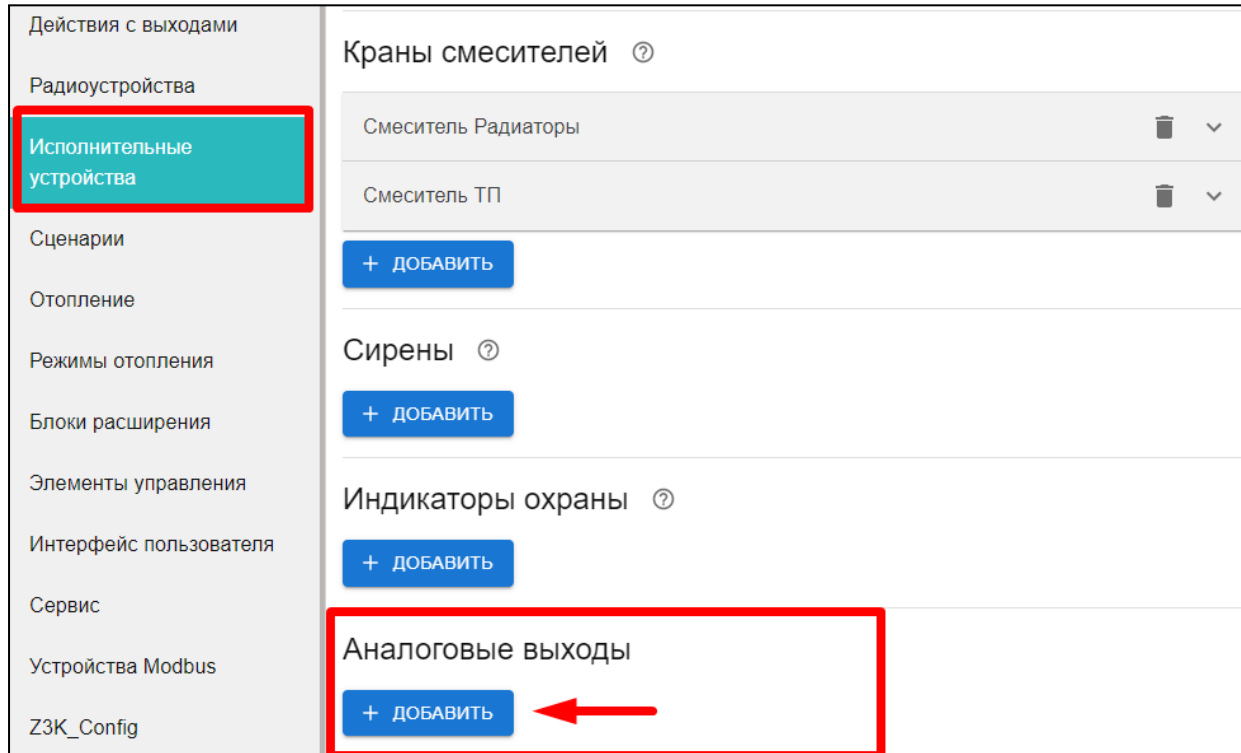 Действия с выходами
Радиоустройства
Исполнительные
устройства
Сценарии
Отопление
Режимы отопления
Блоки расширения
Элементы управления
Интерфейс пользователя
Сервис
Устройства Modbus
Z3K_Config
Краны смесителей ?
Смеситель Радиаторы
Смеситель ТП
+ ДОБАВИТЬ
Сирены ?
+ ДОБАВИТЬ
Индикаторы охраны ?
+ ДОБАВИТЬ
Аналоговые выходы
+ ДОБАВИТЬ